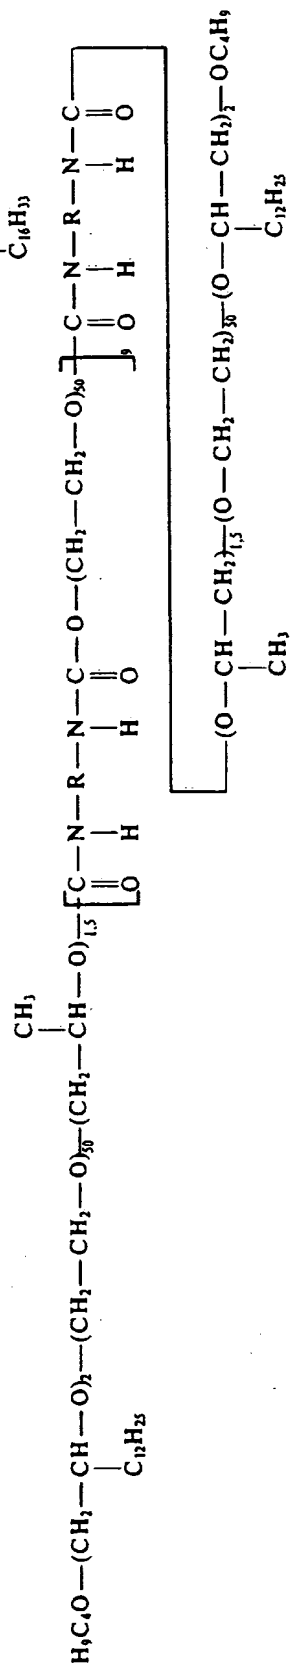 C₁₆H₃₃
H₉C₄O—(CH₂—CH—O)₂—(CH₂—CH₂—O)₅₀—(CH₂—CH—O)₁,₅—[C—N—R—N—C—O—(CH₂—CH₂—O)₅₀]₉—C—N—R—N—C—
C₁₂H₂₅ CH₃ O H H O O H H O
—(O—CH—CH₂)₁,₅—(O—CH₂—CH₂)₅₀—(O—CH—CH₂)₂—OC₄H₉
CH₃ C₁₂H₂₅